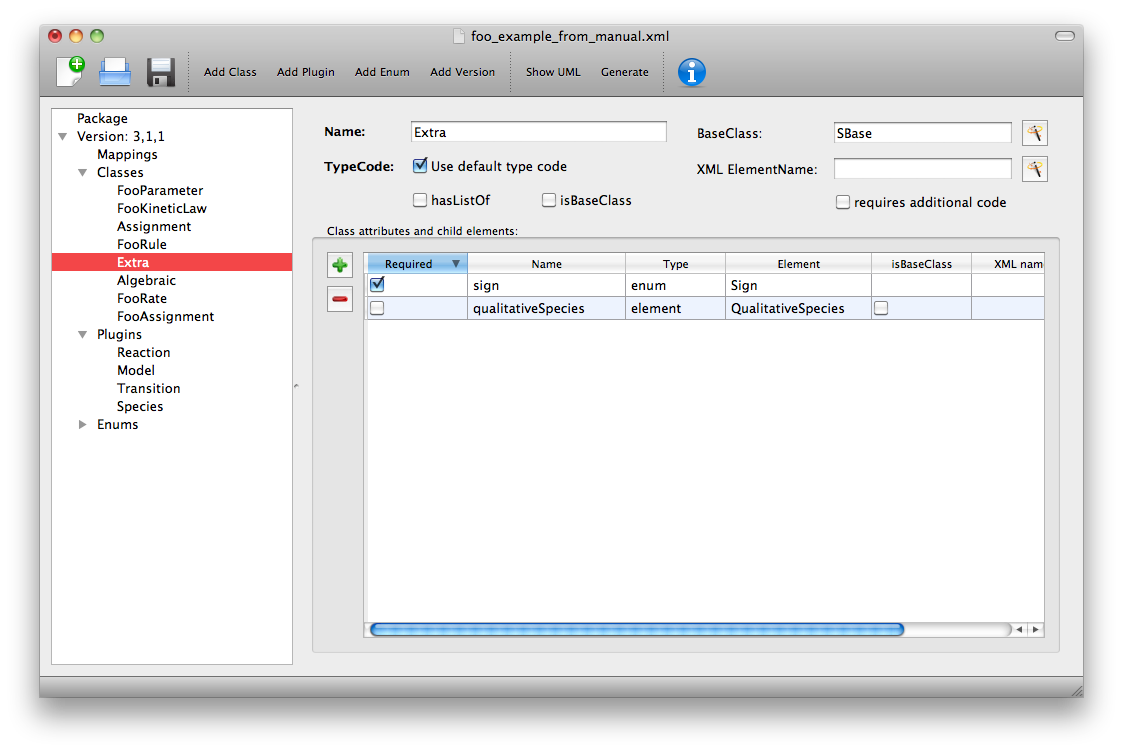 foo_example_from_manual.xml
Add Class Add Plugin Add Enum Add Version Show UML Generate
Package
Version: 3,1,1
Mappings
Classes
FooParameter
FooKineticLaw
Assignment
FooRule
Extra
Algebraic
FooRate
FooAssignment
Plugins
Reaction
Model
Transition
Species
Enums
Name: Extra BaseClass: SBase
TypeCode: Use default type code XML ElementName:
hasListOf isBaseClass requires additional code
Class attributes and child elements:
Required Name Type Element isBaseClass XML nam
sign enum Sign
qualitativeSpecies element QualitativeSpecies